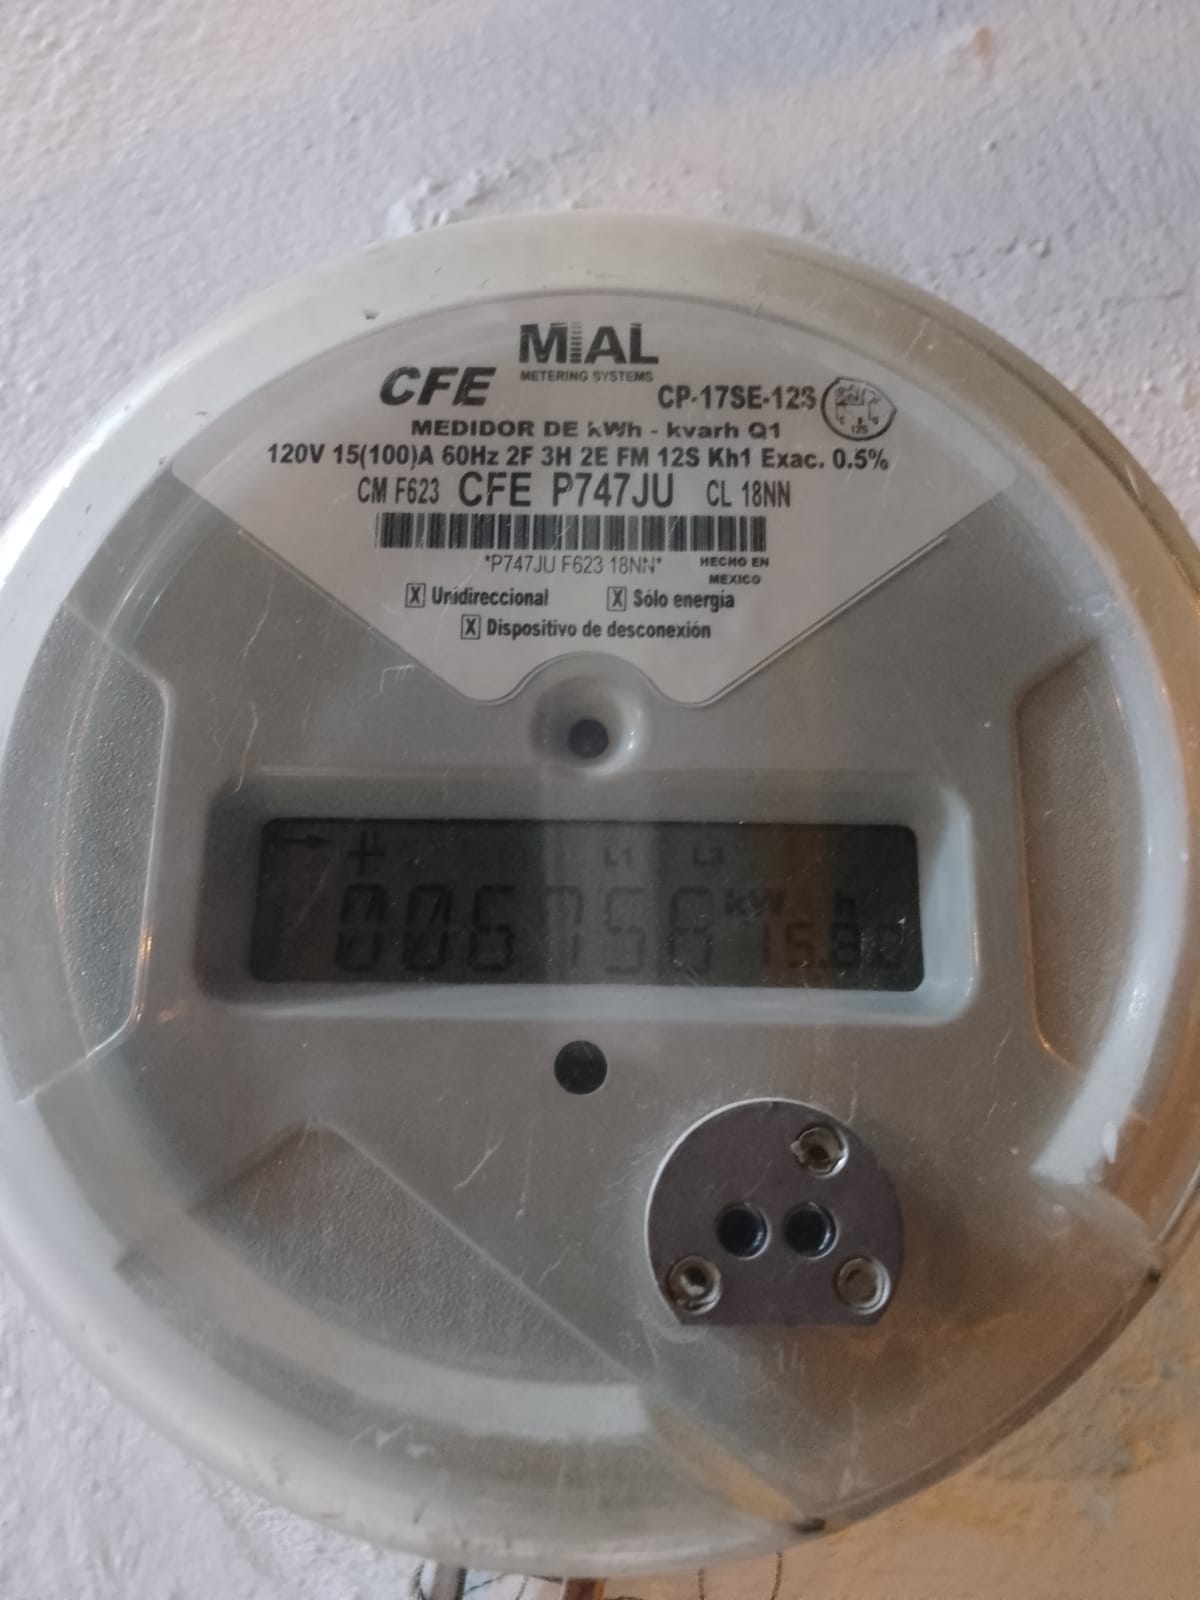 MIAL
METERING SYSTEMS
CFE
CP-17SE-12S
MEDIDOR DE kWh - kvarh Q1
120V 15(100)A 60Hz 2F 3H 2E FM 12S Kh1 Exac. 0.5%
CM F623 CFE P747JU CL 18NN
*P747JU F623 18NN*
HECHO EN
MEXICO
X Unidireccional X Sólo energía
X Dispositivo de desconexión
L1 L3
kW h